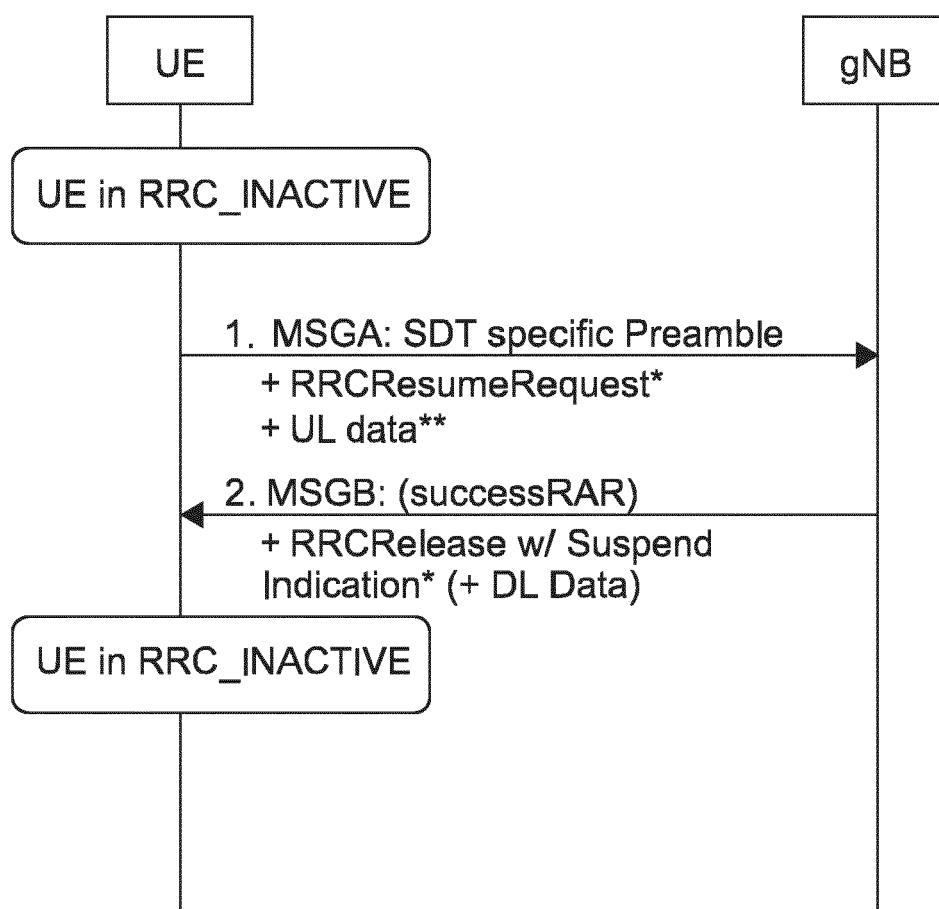 UE
gNB
UE in RRC_INACTIVE
1. MSGA: SDT specific Preamble
+ RRCResumeRequest*
+ UL data**
2. MSGB: (successRAR)
+ RRCRelease w/ Suspend
Indication* (+ DL Data)
UE in RRC_INACTIVE